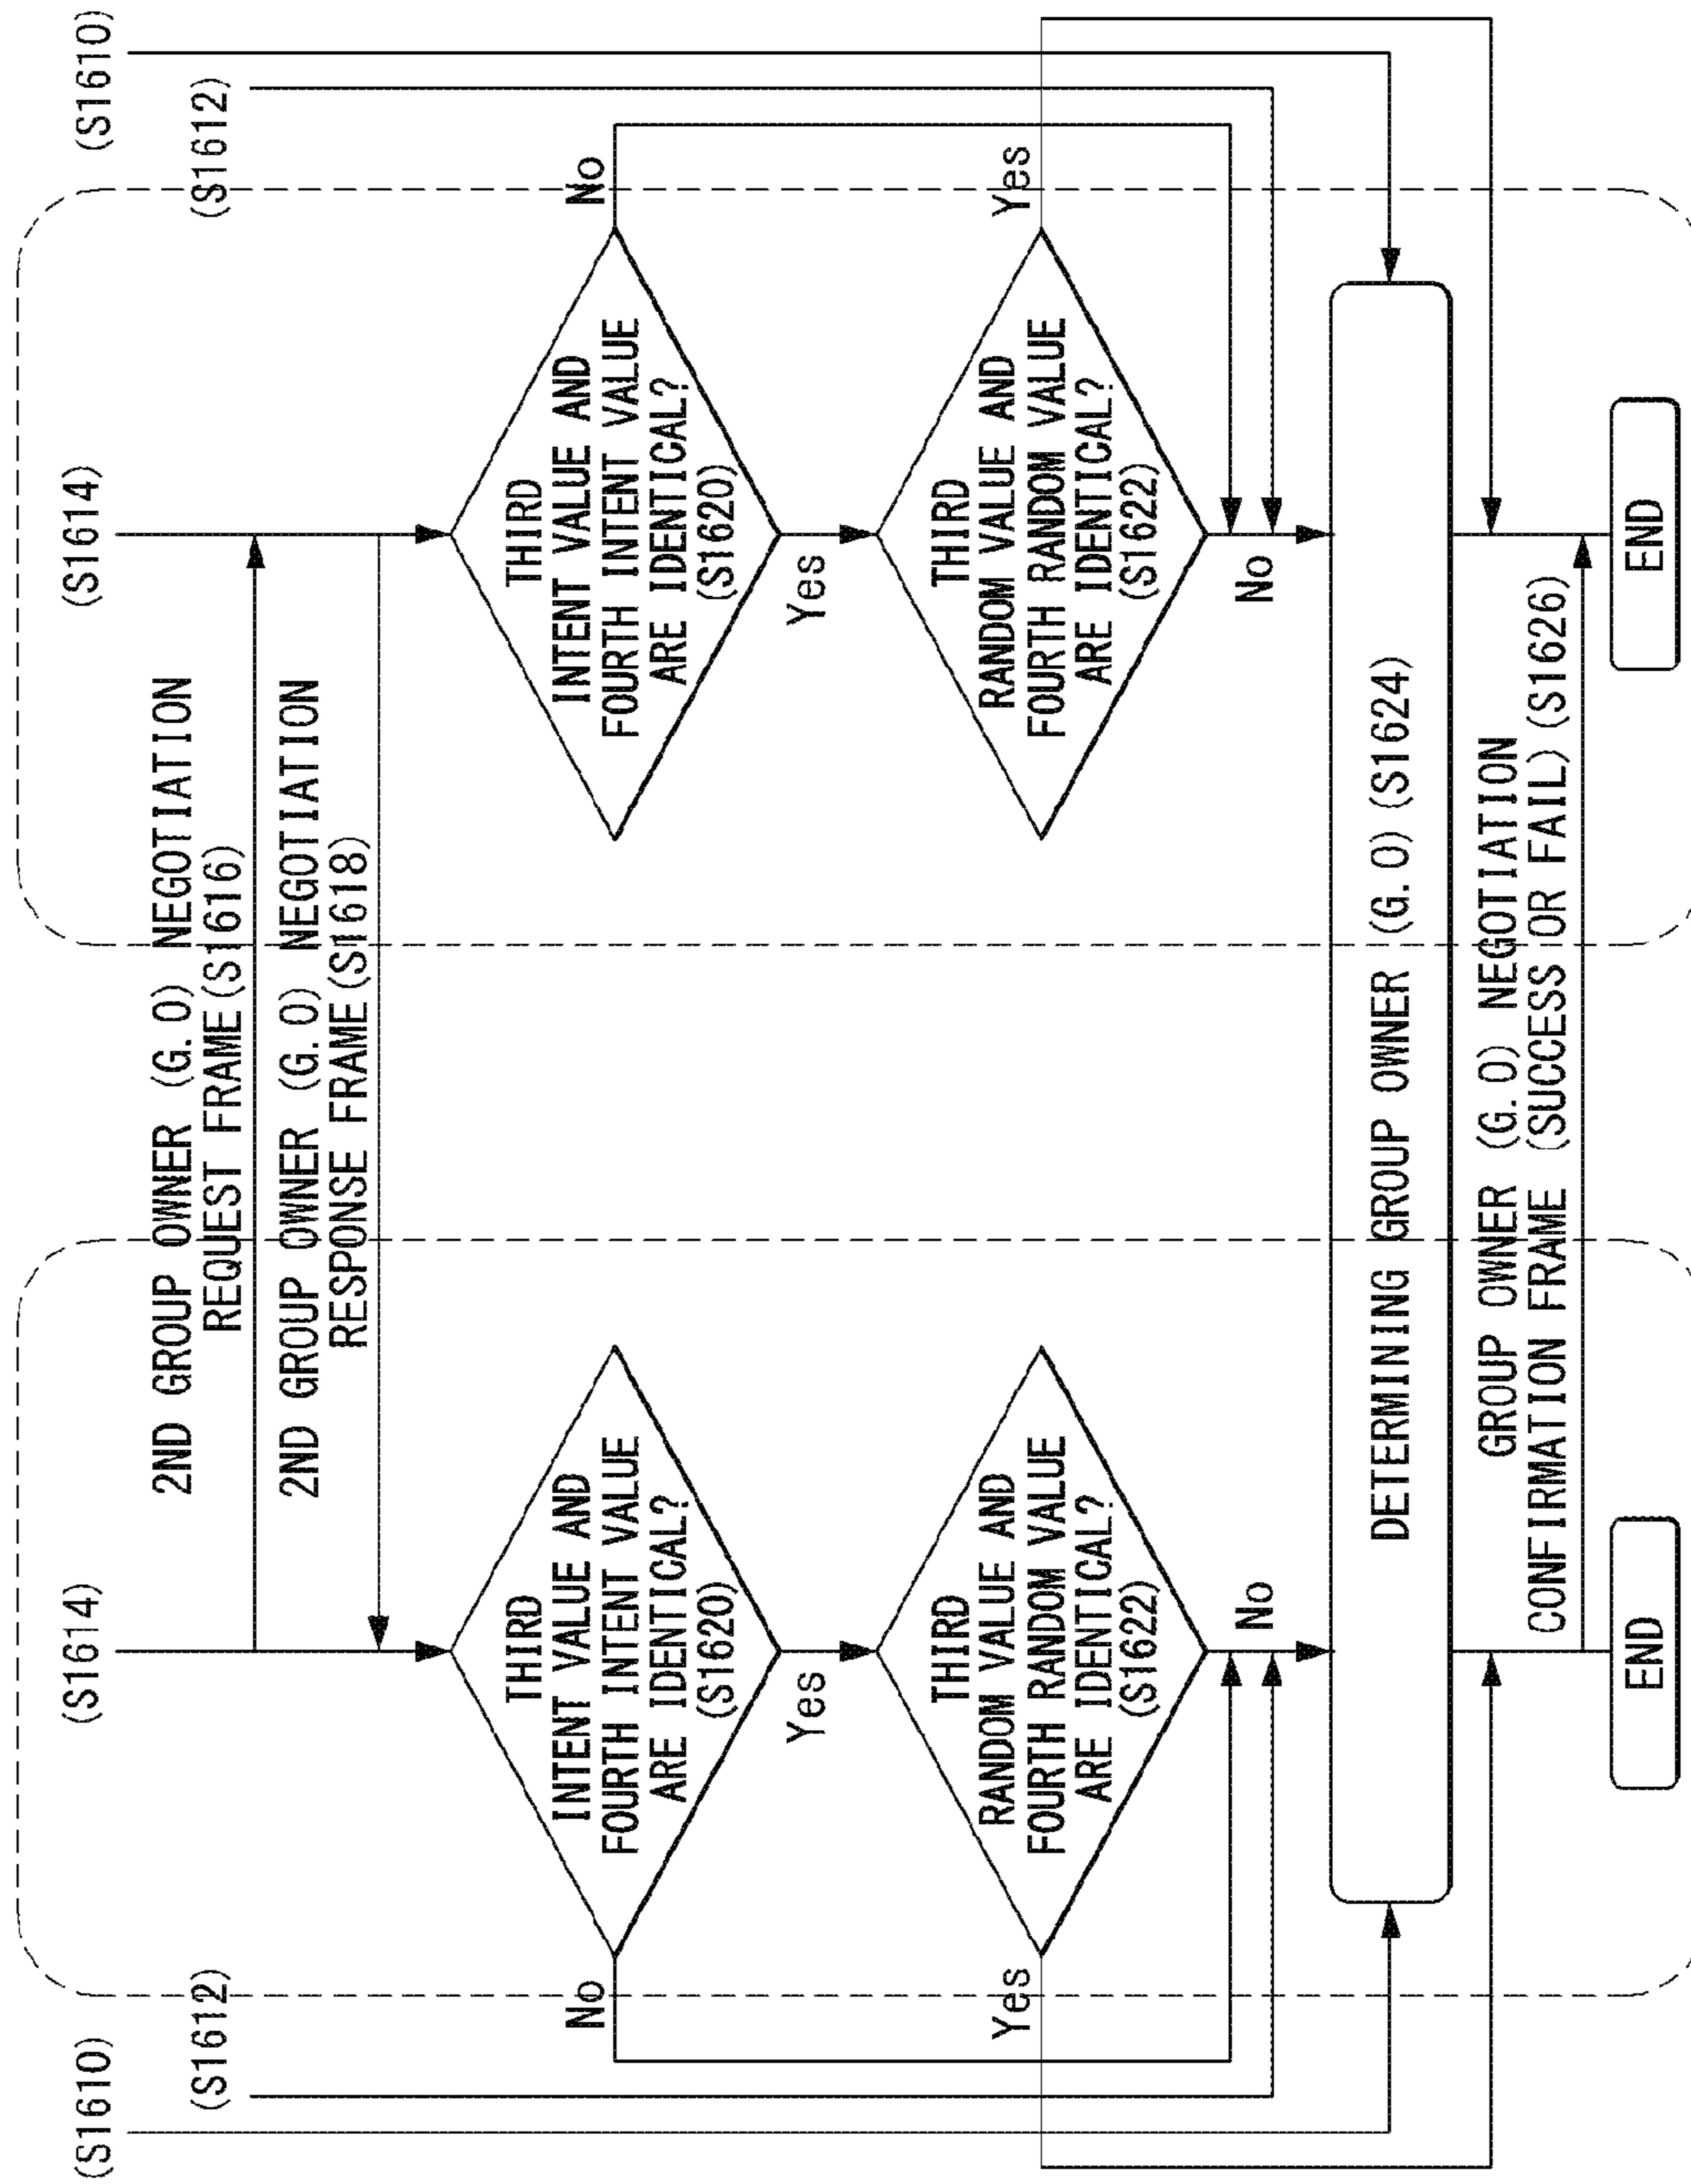 (S1610)
(S1612)
(S1614)
(S1614)
(S1612)
(S1610)
2ND GROUP OWNER (G.O) NEGOTIATION
REQUEST FRAME(S1616)
2ND GROUP OWNER (G.O) NEGOTIATION
RESPONSE FRAME(S1618)
No
THIRD
INTENT VALUE AND
FOURTH INTENT VALUE
ARE IDENTICAL?
(S1620)
Yes
THIRD
INTENT VALUE AND
FOURTH INTENT VALUE
ARE IDENTICAL?
(S1620)
No
Yes
Yes
THIRD
RANDOM VALUE AND
FOURTH RANDOM VALUE
ARE IDENTICAL?
(S1622)
No
THIRD
RANDOM VALUE AND
FOURTH RANDOM VALUE
ARE IDENTICAL?
(S1622)
Yes
No
DETERMINING GROUP OWNER (G.O)(S1624)
GROUP OWNER (G.O) NEGOTIATION
CONFIRMATION FRAME (SUCCESS OR FAIL)(S1626)
END
END